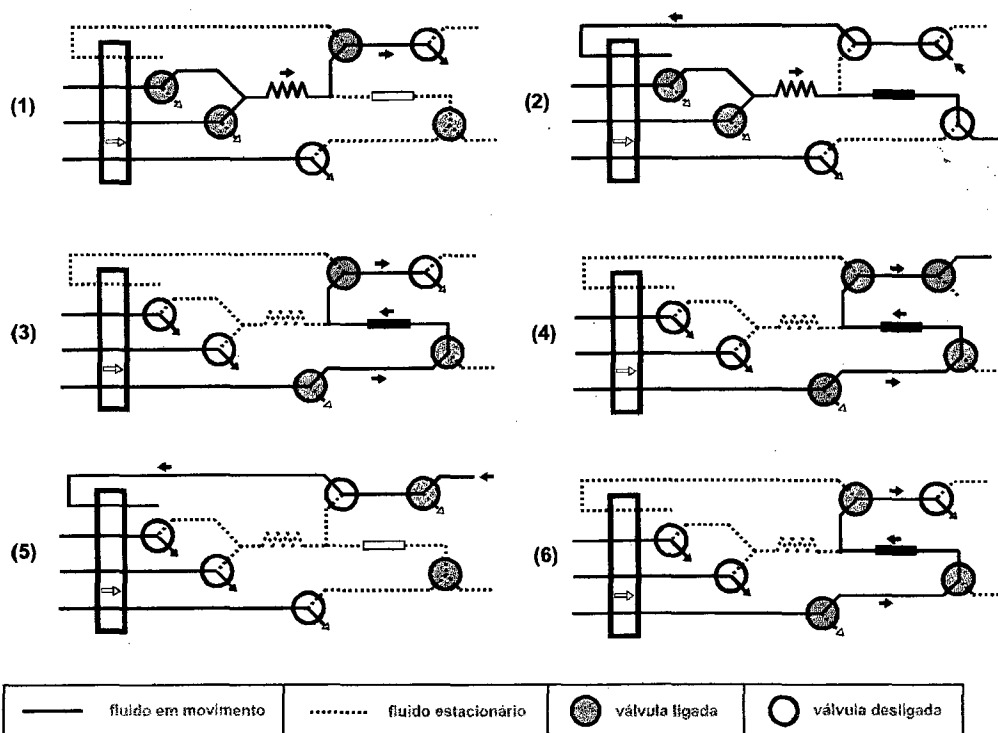 (1)
(2)
(3)
(4)
(5)
(6)
fluido em movimento
fluido estacionário
válvula ligada
válvula desligada